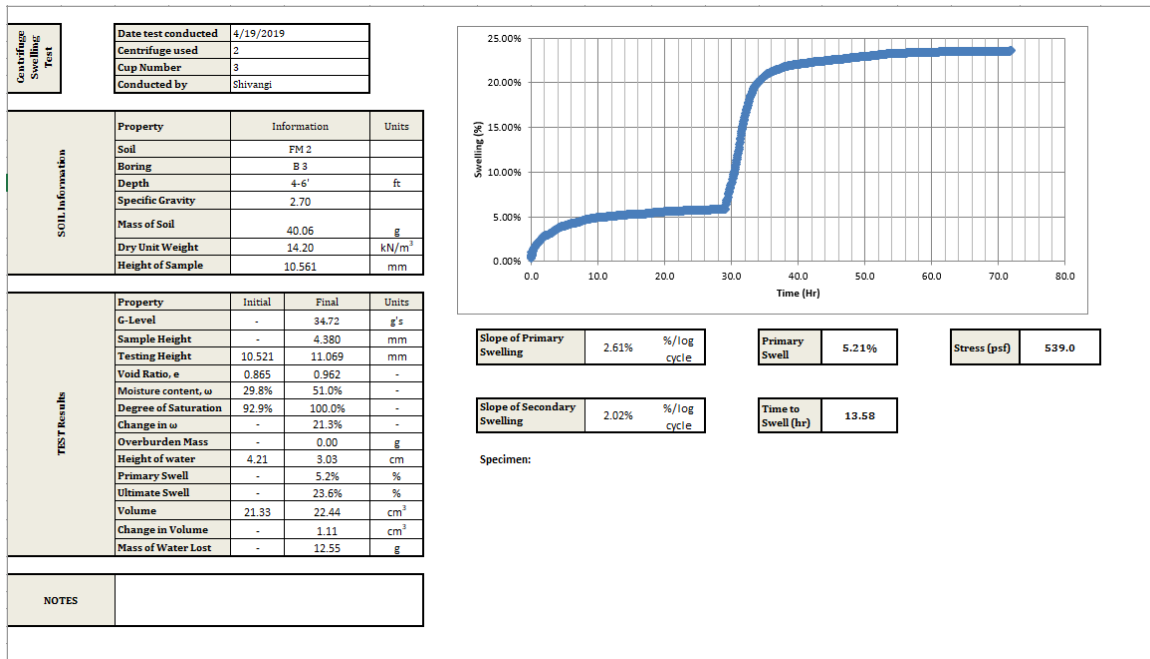 Centrifuge
Swelling
Test
Date test conducted 4/19/2019
Centrifuge used 2
Cup Number 3
Conducted by Shivangi
SOIL Information
Property Information Units
Soil FM 2
Boring B 3
Depth 4-6' ft
Specific Gravity 2.70
Mass of Soil 40.06 g
Dry Unit Weight 14.20 kN/m³
Height of Sample 10.561 mm
TEST Results
Property Initial Final Units
G-Level - 34.72 g's
Sample Height - 4.380 mm
Testing Height 10.521 11.069 mm
Void Ratio, e 0.865 0.962 -
Moisture content, ω 29.8% 51.0% -
Degree of Saturation 92.9% 100.0% -
Change in ω - 21.3% -
Overburden Mass - 0.00 g
Height of water 4.21 3.03 cm
Primary Swell - 5.2% %
Ultimate Swell - 23.6% %
Volume 21.33 22.44 cm³
Change in Volume - 1.11 cm³
Mass of Water Lost - 12.55 g
NOTES
Swelling (%)
25.00%
20.00%
15.00%
10.00%
5.00%
0.00%
0.0 10.0 20.0 30.0 40.0 50.0 60.0 70.0 80.0
Time (Hr)
Slope of Primary
Swelling
2.61%
%/log
cycle
Primary
Swell
5.21%
Stress (psf) 539.0
Slope of Secondary
Swelling
2.02%
%/log
cycle
Time to
Swell (hr)
13.58
Specimen: